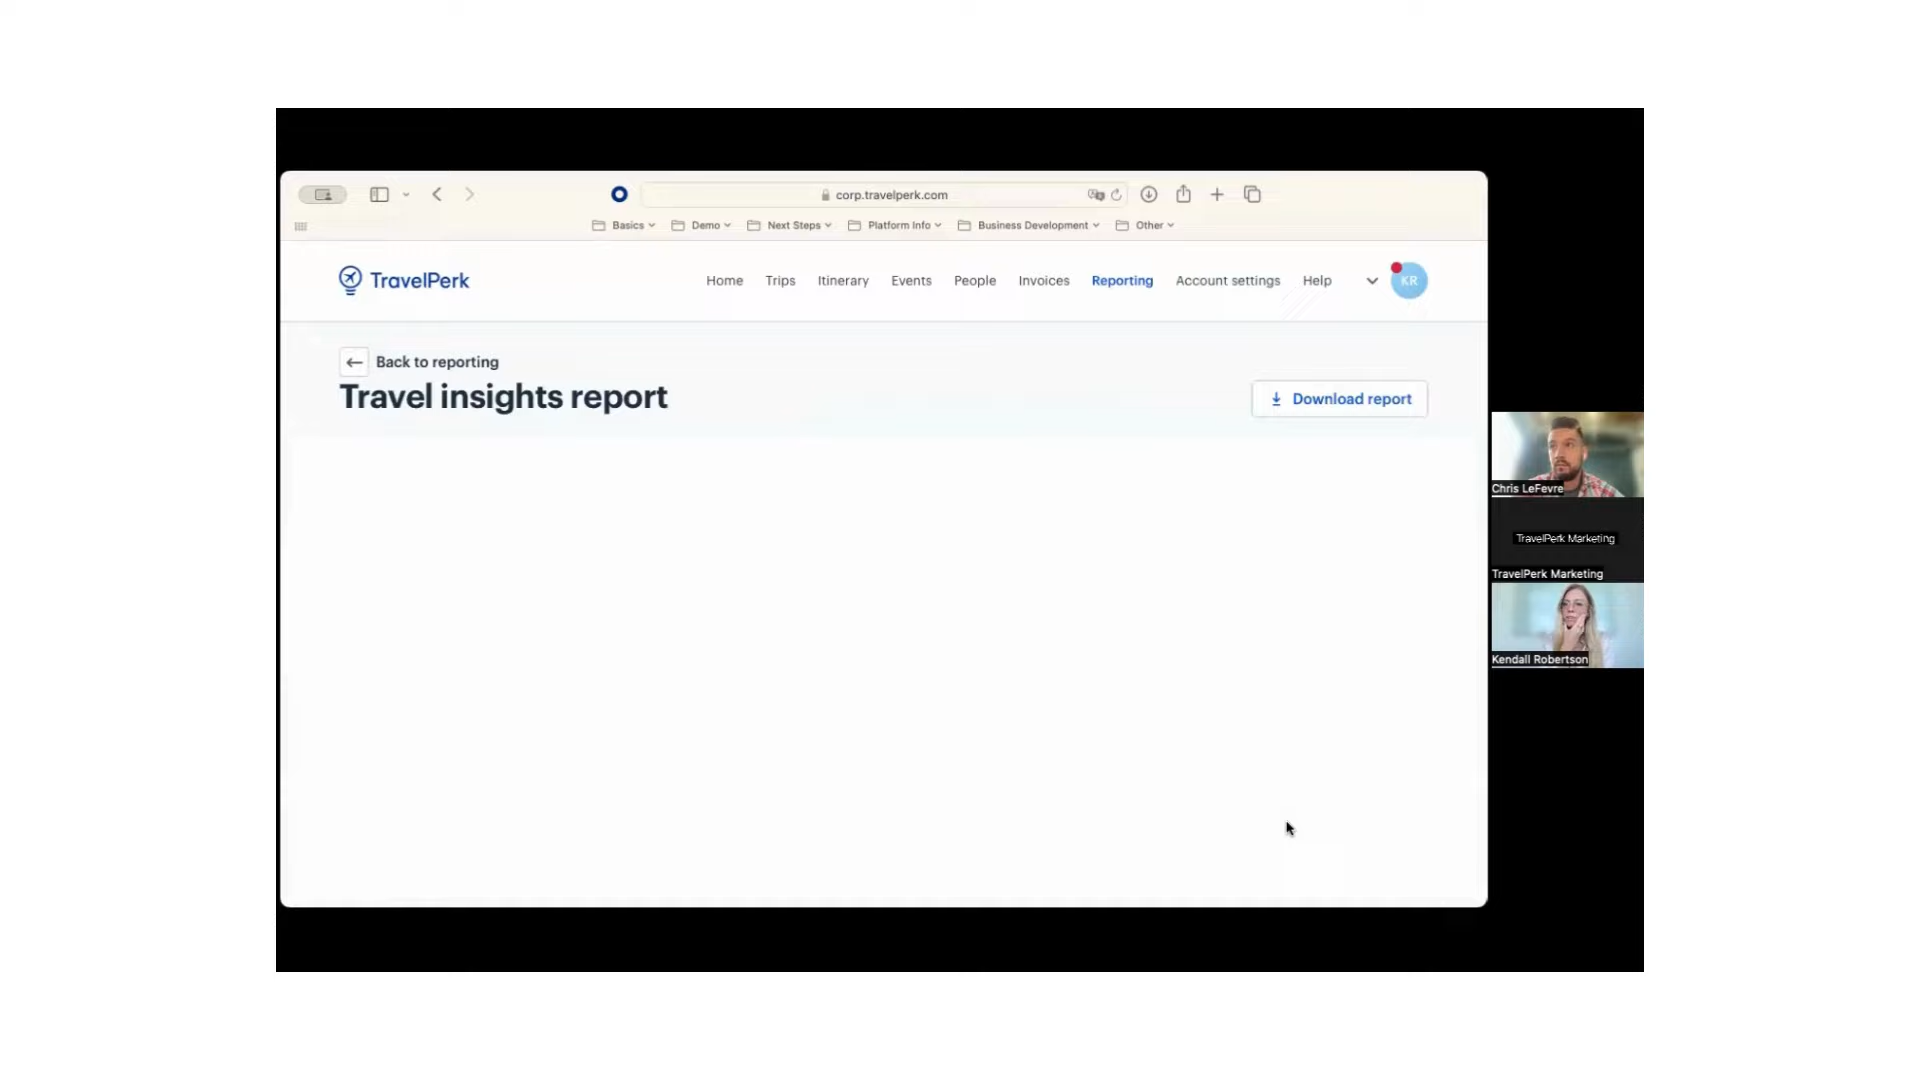 corp.travelperk.com
Basics Demo Next Steps Platform Info Business Development Other
TravelPerk Home Trips Itinerary Events People Invoices Reporting Account settings Help KR
Back to reporting
Travel insights report
Download report
Chris LeFevre
TravelPerk Marketing
TravelPerk Marketing
Kendall Robertson